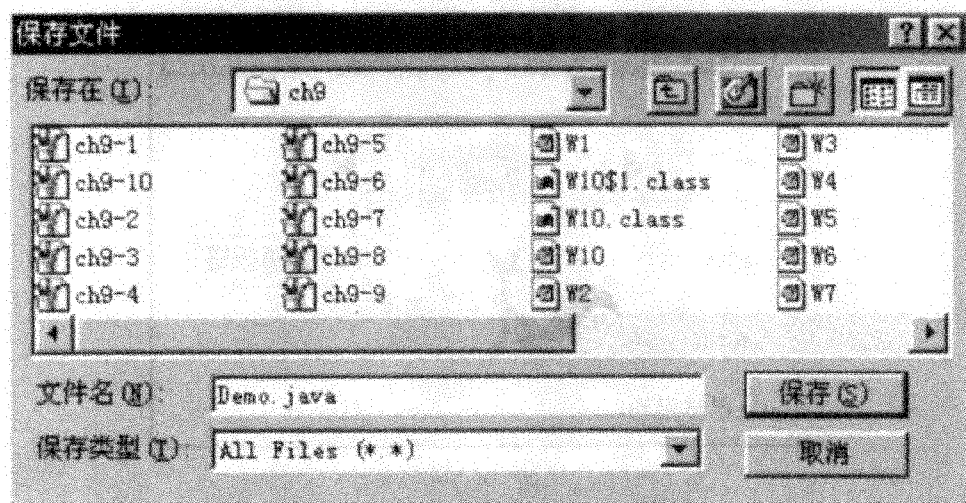 保存文件
保存在(I): ch9
ch9-1 ch9-5 W1 W3
ch9-10 ch9-6 W10$1.class W4
ch9-2 ch9-7 W10.class W5
ch9-3 ch9-8 W10 W6
ch9-4 ch9-9 W2 W7
文件名(N): Demo.java 保存(S)
保存类型(T): All Files (*.*) 取消